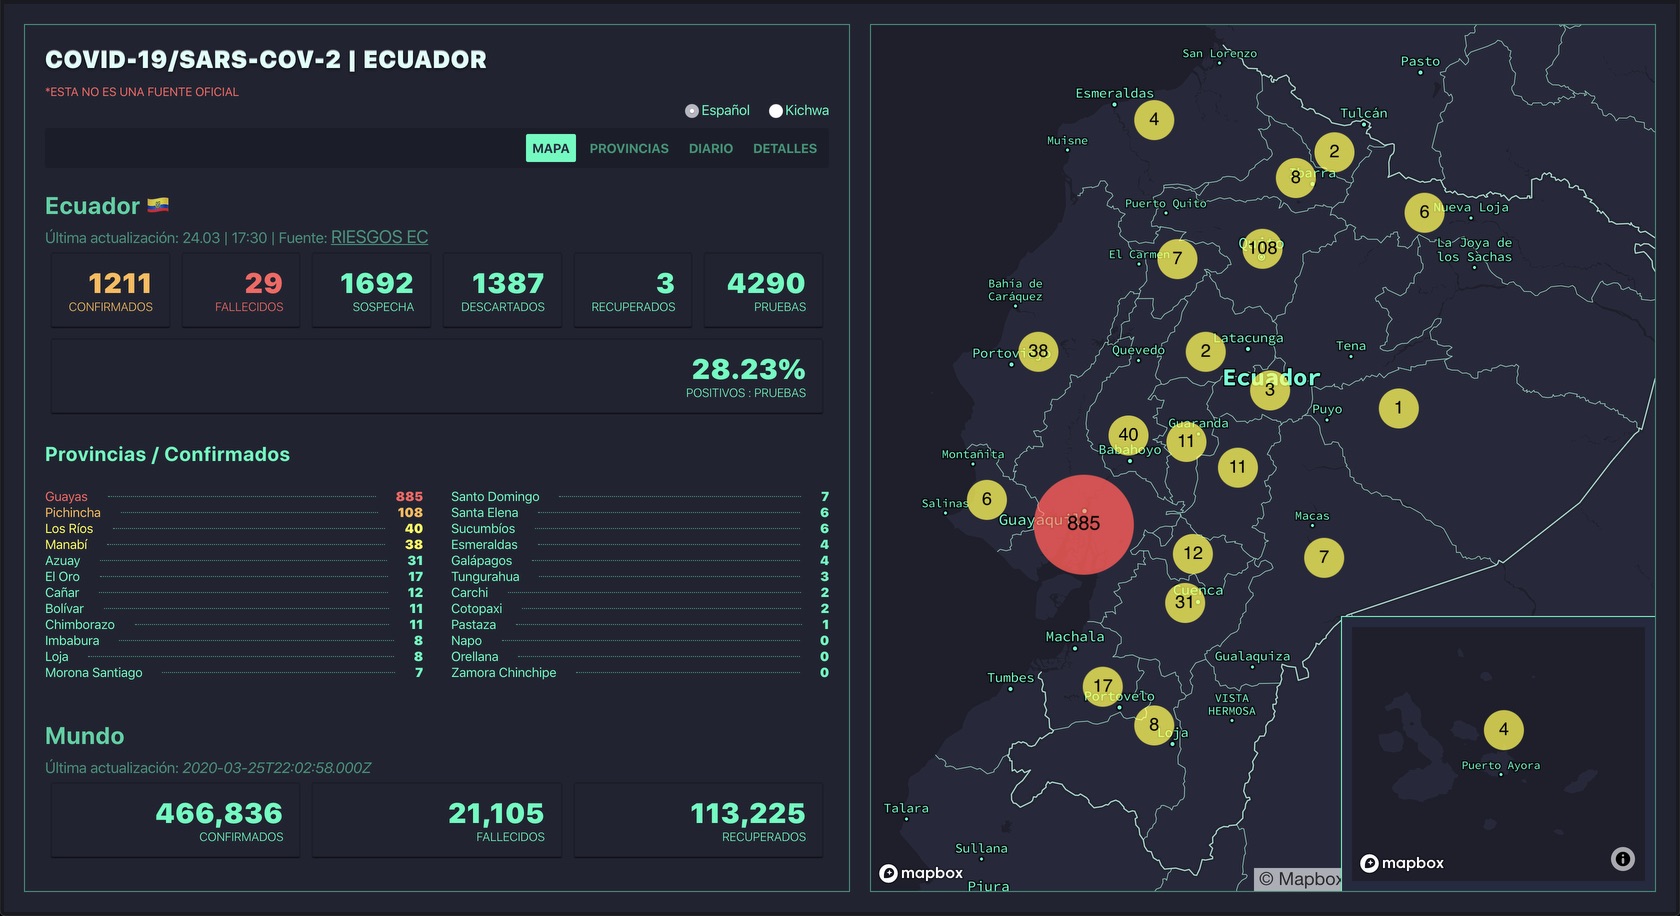 COVID-19/SARS-COV-2 | ECUADOR
*ESTA NO ES UNA FUENTE OFICIAL
Español Kichwa
MAPA PROVINCIAS DIARIO DETALLES
Ecuador
Última actualización: 24.03 | 17:30 | Fuente: RIESGOS EC
1211 29 1692 1387 3 4290
CONFIRMADOS FALLECIDOS SOSPECHA DESCARTADOS RECUPERADOS PRUEBAS
28.23%
POSITIVOS : PRUEBAS
Provincias / Confirmados
Guayas 885
Pichincha 108
Los Ríos 40
Manabí 38
Azuay 31
El Oro 17
Cañar 12
Bolívar 11
Chimborazo 11
Imbabura 8
Loja 8
Morona Santiago 7
Santo Domingo 7
Santa Elena 6
Sucumbíos 6
Esmeraldas 4
Galápagos 4
Tungurahua 3
Carchi 2
Cotopaxi 2
Pastaza 1
Napo 0
Orellana 0
Zamora Chinchipe 0
Mundo
Última actualización: 2020-03-25T22:02:58.000Z
466,836 21,105 113,225
CONFIRMADOS FALLECIDOS RECUPERADOS
San Lorenzo
Pasto
Esmeraldas
4
Tulcán
Muisne
2
8
Puerto Quito
6
Nueva Loja
108
La Joya de
los Sachas
El Carmen
7
Bahía de
Caráquez
Latacunga
Portoviejo
38
Quevedo
2
Tena
Ecuador
3
Puyo
1
Guaranda
40
11
Babahoyo
Montañita
11
Salinas
6
Guayaquil
885
Macas
12
7
Cuenca
31
Machala
Gualaquiza
Tumbes
17
Portovelo
VISTA
HERMOSA
8
Loja
4
Puerto Ayora
Talara
Sullana
Piura
mapbox
© Mapbox
mapbox